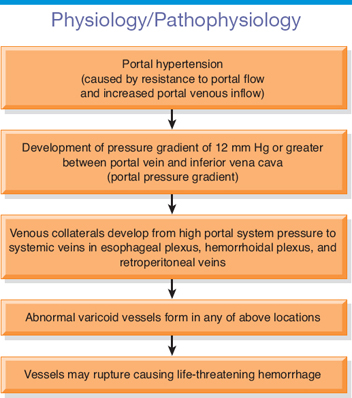 Physiology/Pathophysiology
Portal hypertension
(caused by resistance to portal flow
and increased portal venous inflow)
Development of pressure gradient of 12 mm Hg or greater
between portal vein and inferior vena cava
(portal pressure gradient)
Venous collaterals develop from high portal system pressure to
systemic veins in esophageal plexus, hemorrhoidal plexus, and
retroperitoneal veins
Abnormal varicoid vessels form in any of above locations
Vessels may rupture causing life-threatening hemorrhage